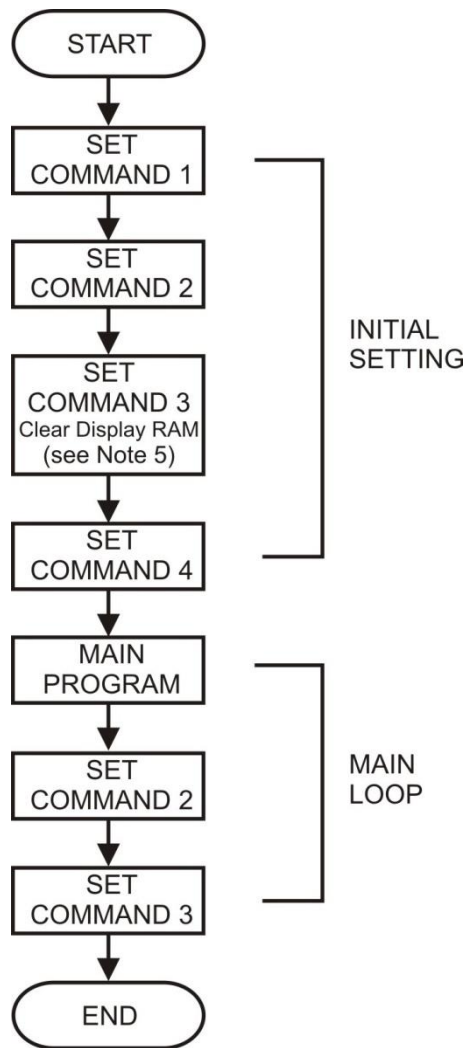 START
SET
COMMAND 1
SET
COMMAND 2
SET
COMMAND 3
Clear Display RAM
(see Note 5)
SET
COMMAND 4
INITIAL
SETTING
MAIN
PROGRAM
SET
COMMAND 2
SET
COMMAND 3
MAIN
LOOP
END